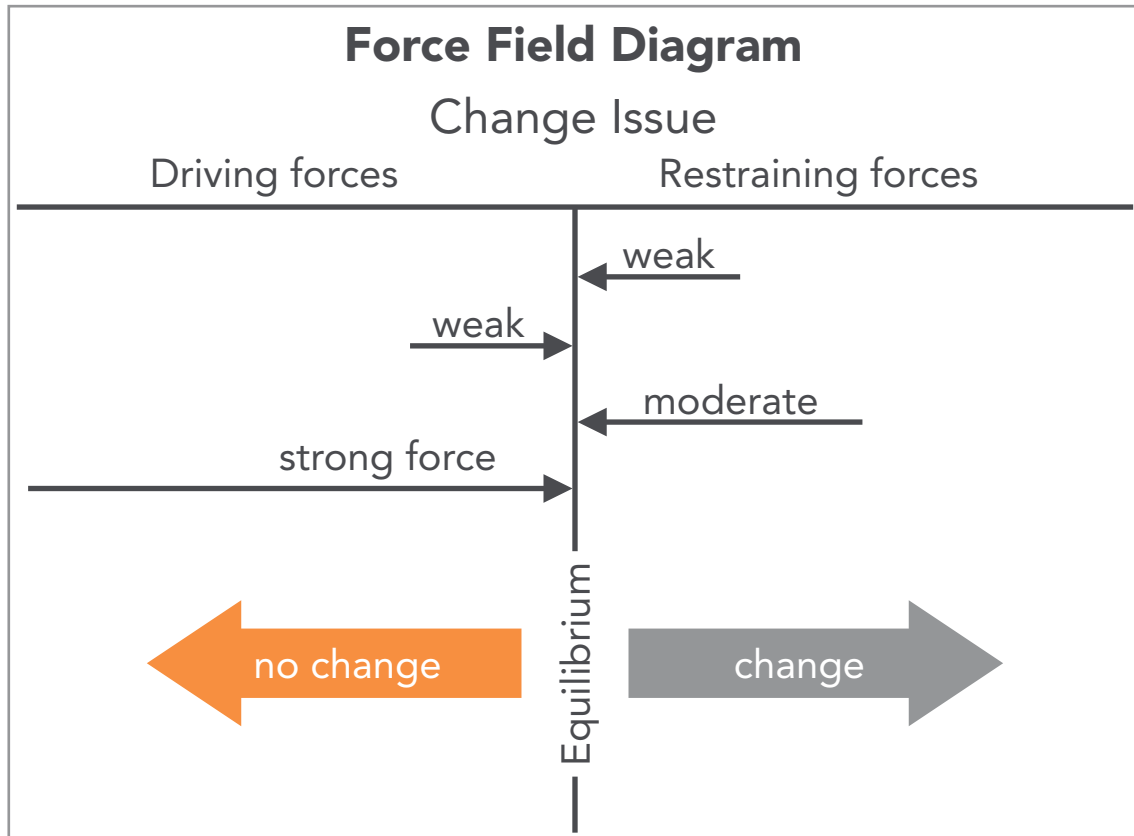 Force Field Diagram
Change Issue
Driving forces
Restraining forces
weak
weak
moderate
strong force
Equilibrium
no change
change